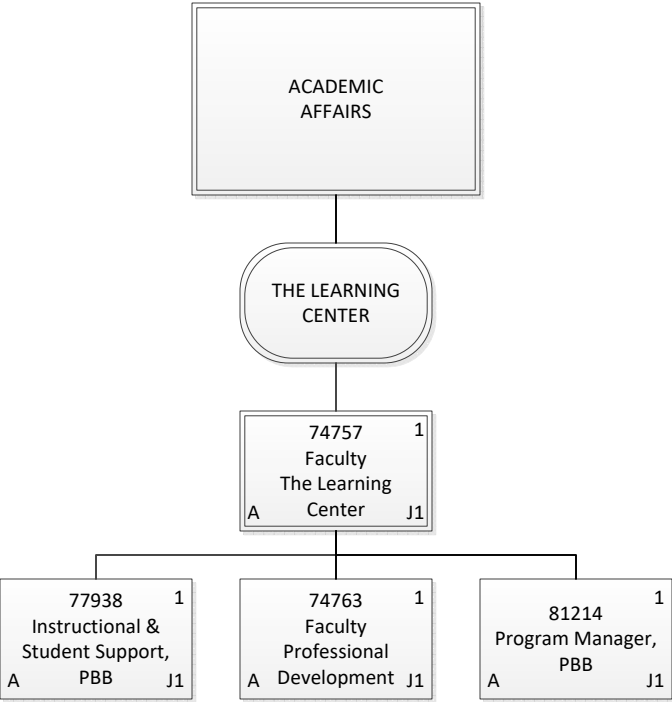 ACADEMIC
AFFAIRS
THE LEARNING
CENTER
74757 1
Faculty
The Learning
A Center J1
77938 1
Instructional &
Student Support,
A PBB J1
74763 1
Faculty
Professional
A Development J1
1
81214
Program Manager,
PBB
A J1